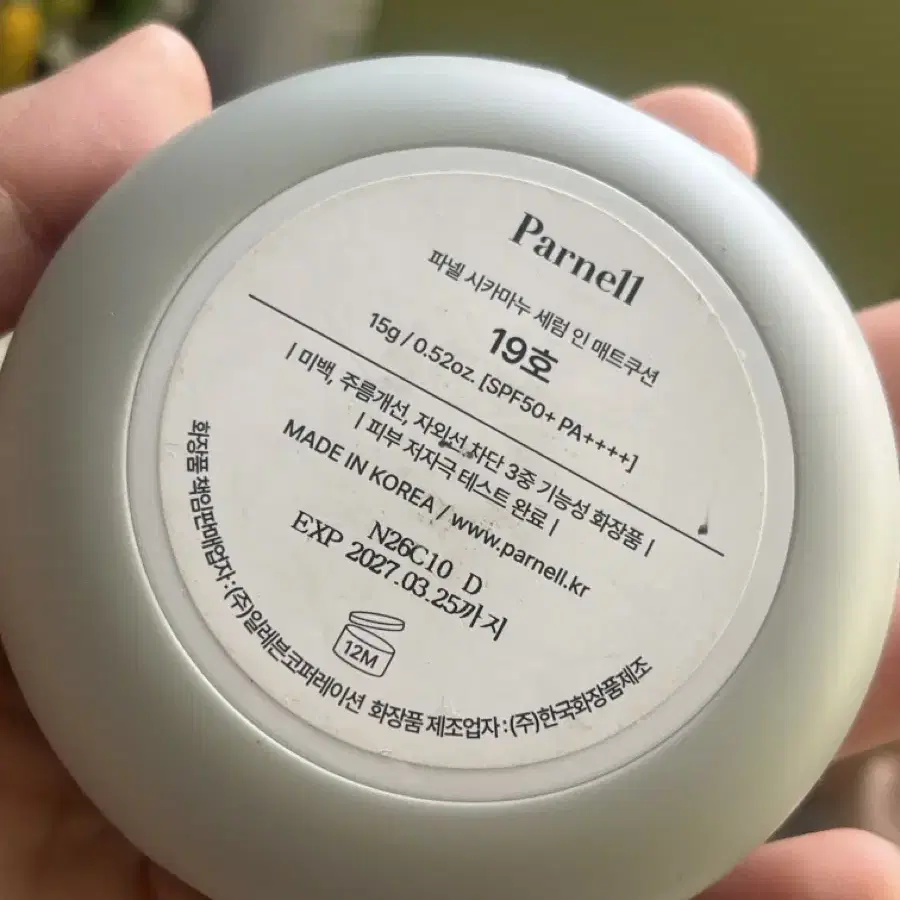 Parnell
파넬 시카마누 세럼 인 매트쿠션
19호
15g / 0.52oz. [SPF50+ PA++++]
| 미백, 주름개선, 자외선 차단 3중 기능성 화장품 |
| 피부 저자극 테스트 완료 |
MADE IN KOREA / www.parnell.kr
N26C10 D
EXP 2027.03.25까지
12M
화장품 책임판매업자:(주)일레븐코퍼레이션 화장품 제조업자:(주)한국화장품제조